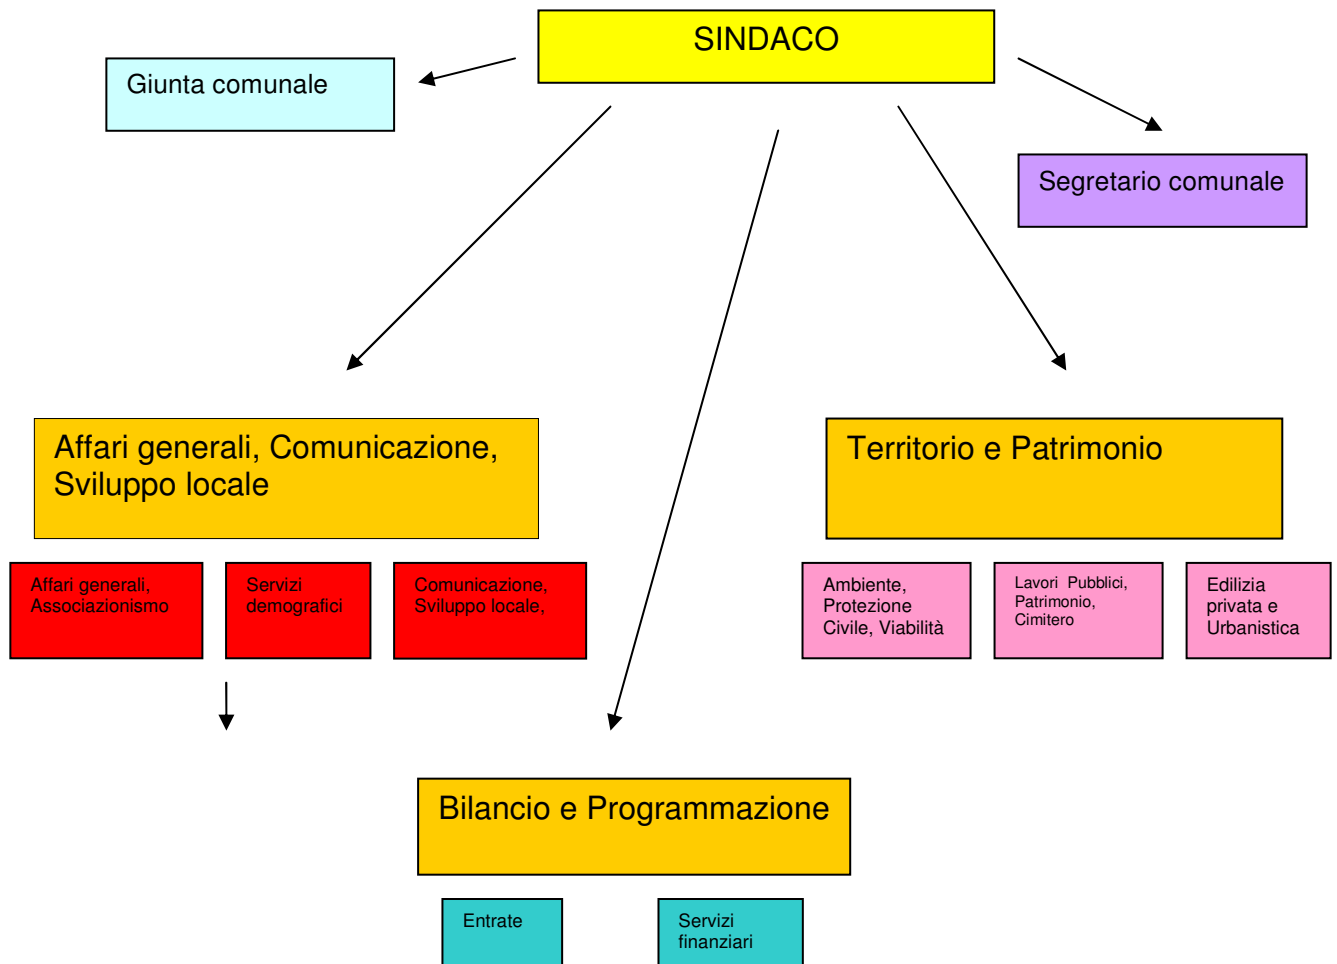 SINDACO
Giunta comunale
Segretario comunale
Affari generali, Comunicazione,
Sviluppo locale
Territorio e Patrimonio
Affari generali,
Associazionismo
Servizi
demografici
Comunicazione,
Sviluppo locale,
Ambiente,
Protezione
Civile, Viabilità
Lavori  Pubblici,
Patrimonio,
Cimitero
Edilizia
privata e
Urbanistica
Bilancio e Programmazione
Entrate
Servizi
finanziari